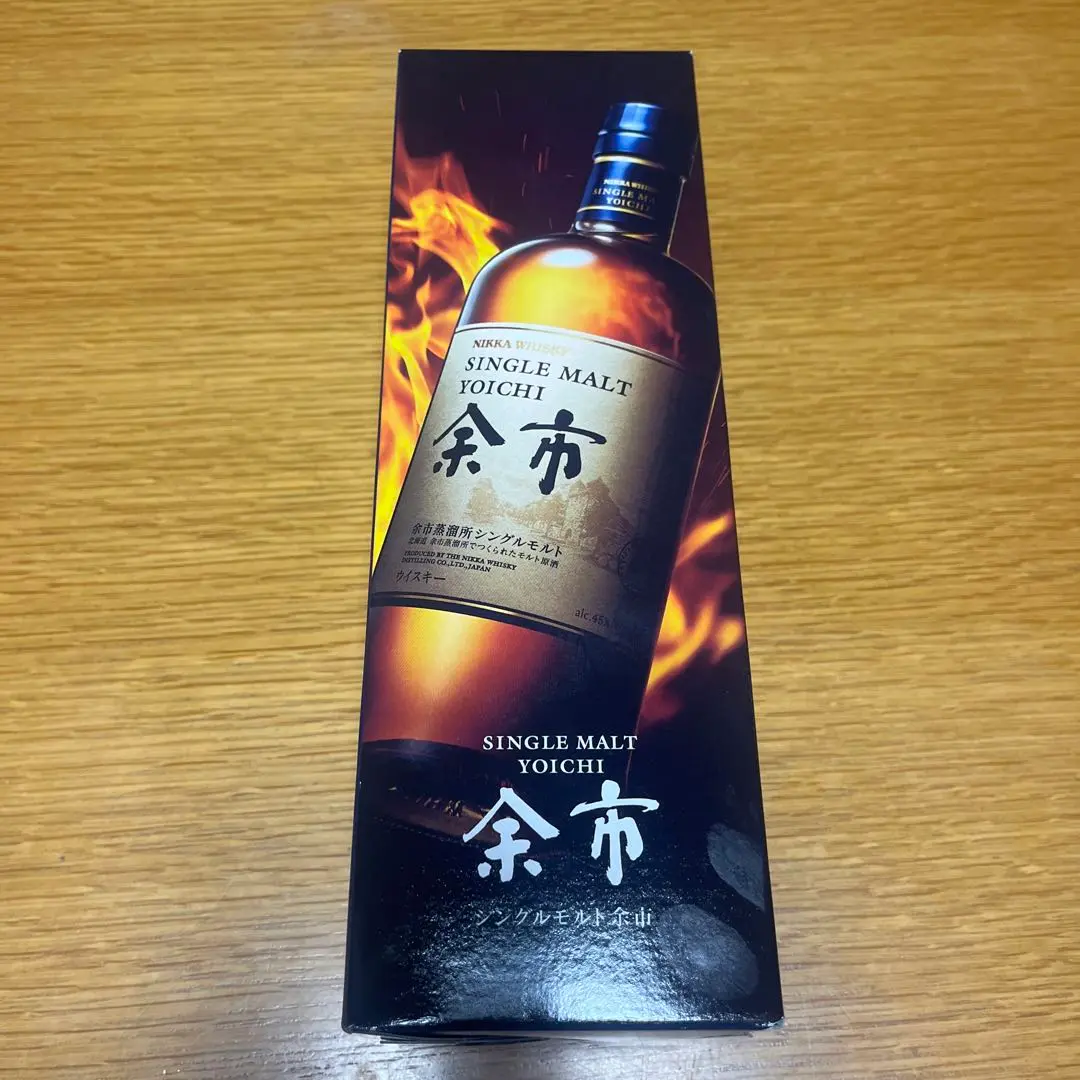 NIKKA WHISKY
SINGLE MALT
YOICHI
NIKKA WHISKY
SINGLE MALT
YOICHI
余市
余市蒸溜所シングルモルト
北海道 余市蒸溜所でつくられたモルト原酒
PRODUCED BY THE NIKKA WHISKY
DISTILLING CO.,LTD.,JAPAN
ウイスキー
alc.45%
SINGLE MALT
YOICHI
余市
シングルモルト余市